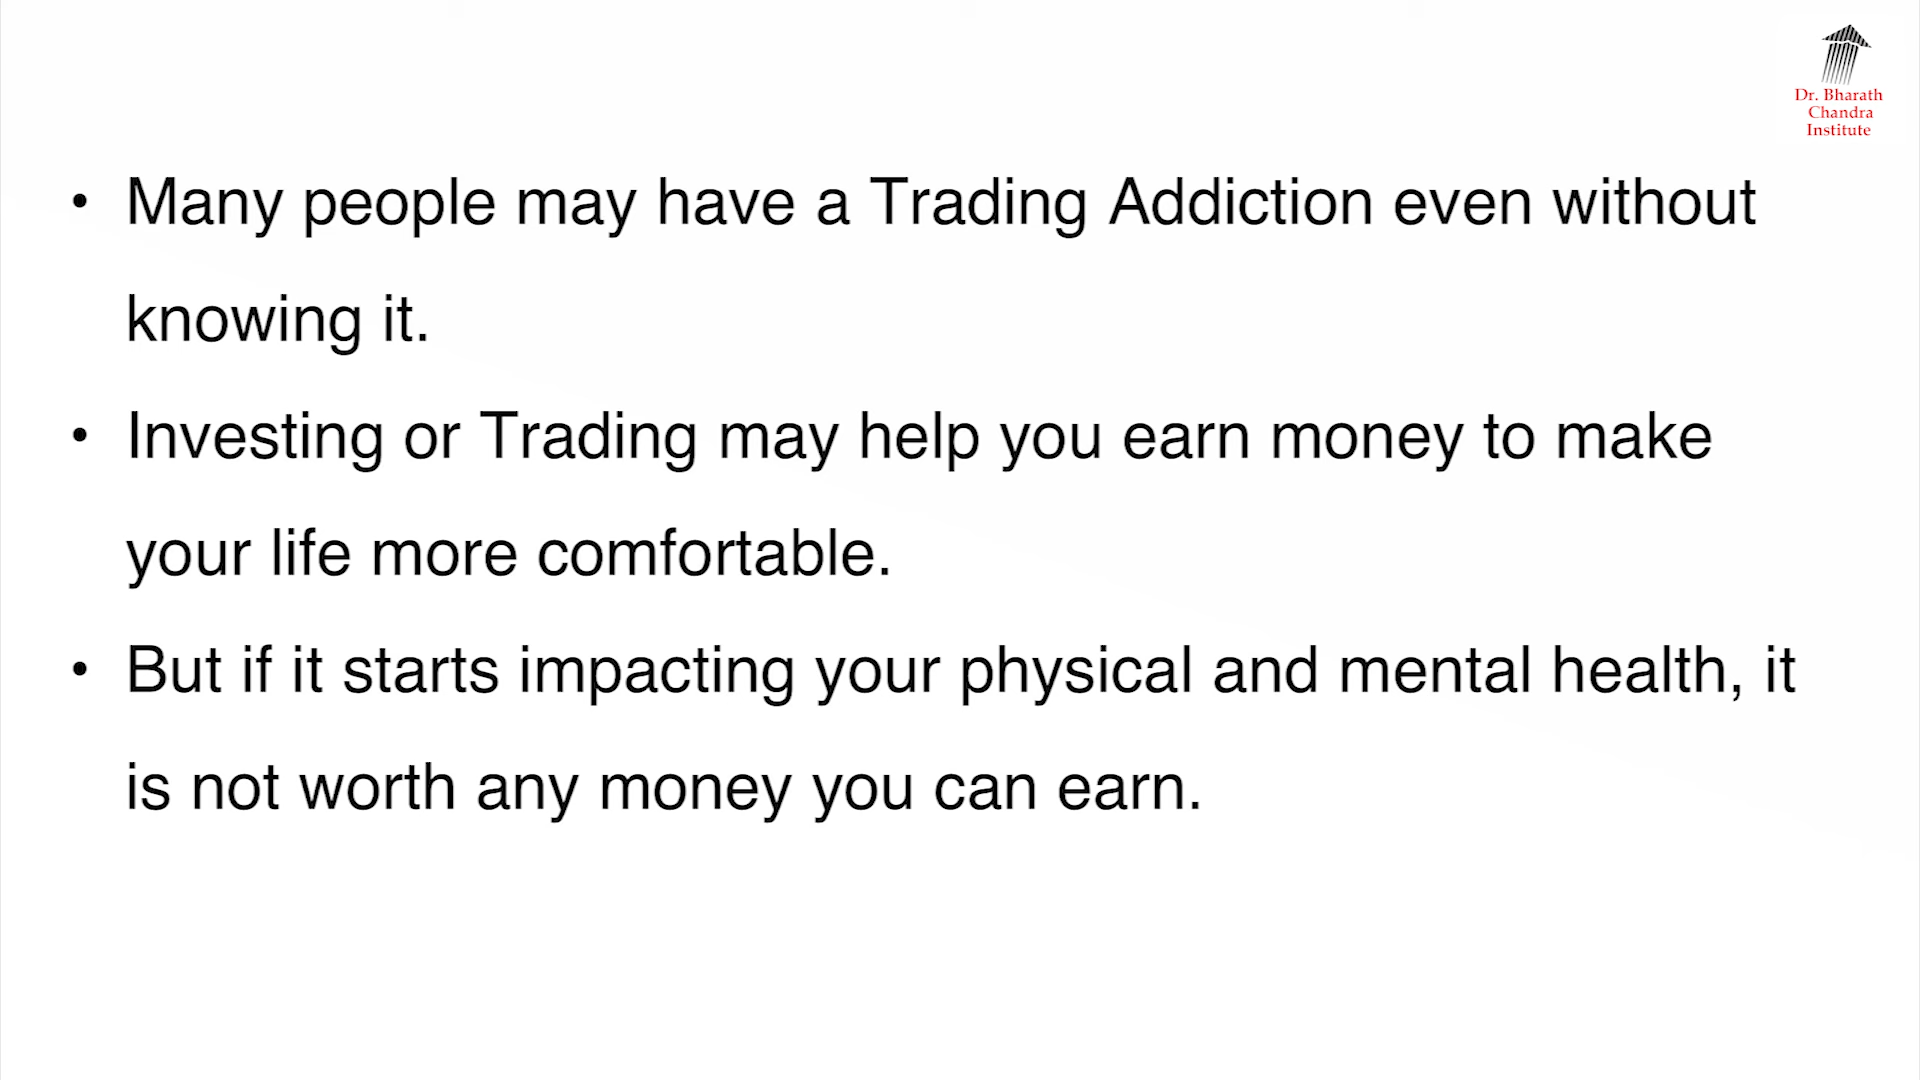 Dr. Bharath
Chandra
Institute
• Many people may have a Trading Addiction even without
knowing it.
• Investing or Trading may help you earn money to make
your life more comfortable.
• But if it starts impacting your physical and mental health, it
is not worth any money you can earn.